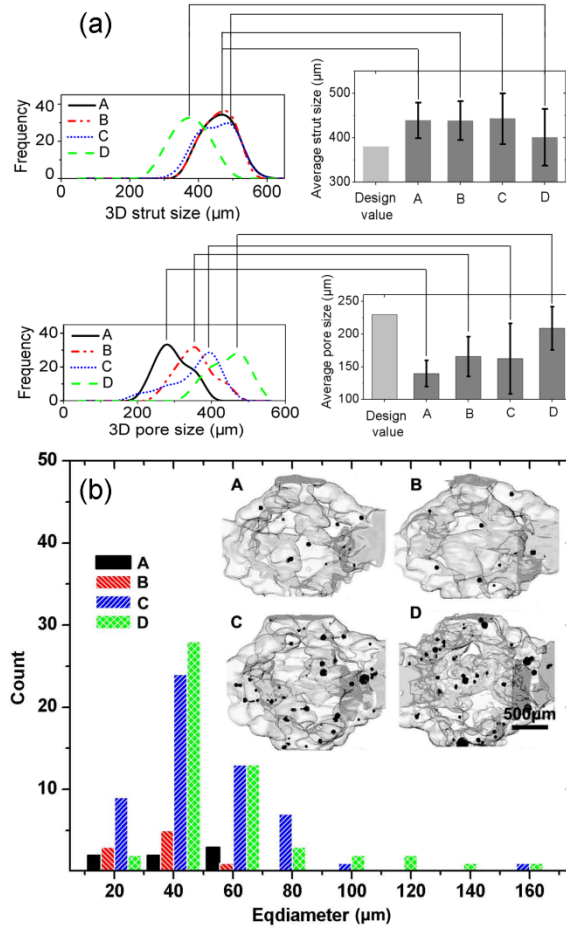 (a)
A
B
C
D
Frequency
40
20
0
0 200 400 600
3D strut size (µm)
Average strut size (µm)
500
400
300
Design value
A B C D
A
B
C
D
Frequency
40
20
0
0 200 400 600
3D pore size (µm)
Average pore size (µm)
250
200
150
100
Design value
A B C D
(b)
A
B
C
D
Count
50
40
30
20
10
20 40 60 80 100 120 140 160
Eqdiameter (µm)
A B
C D
500µm